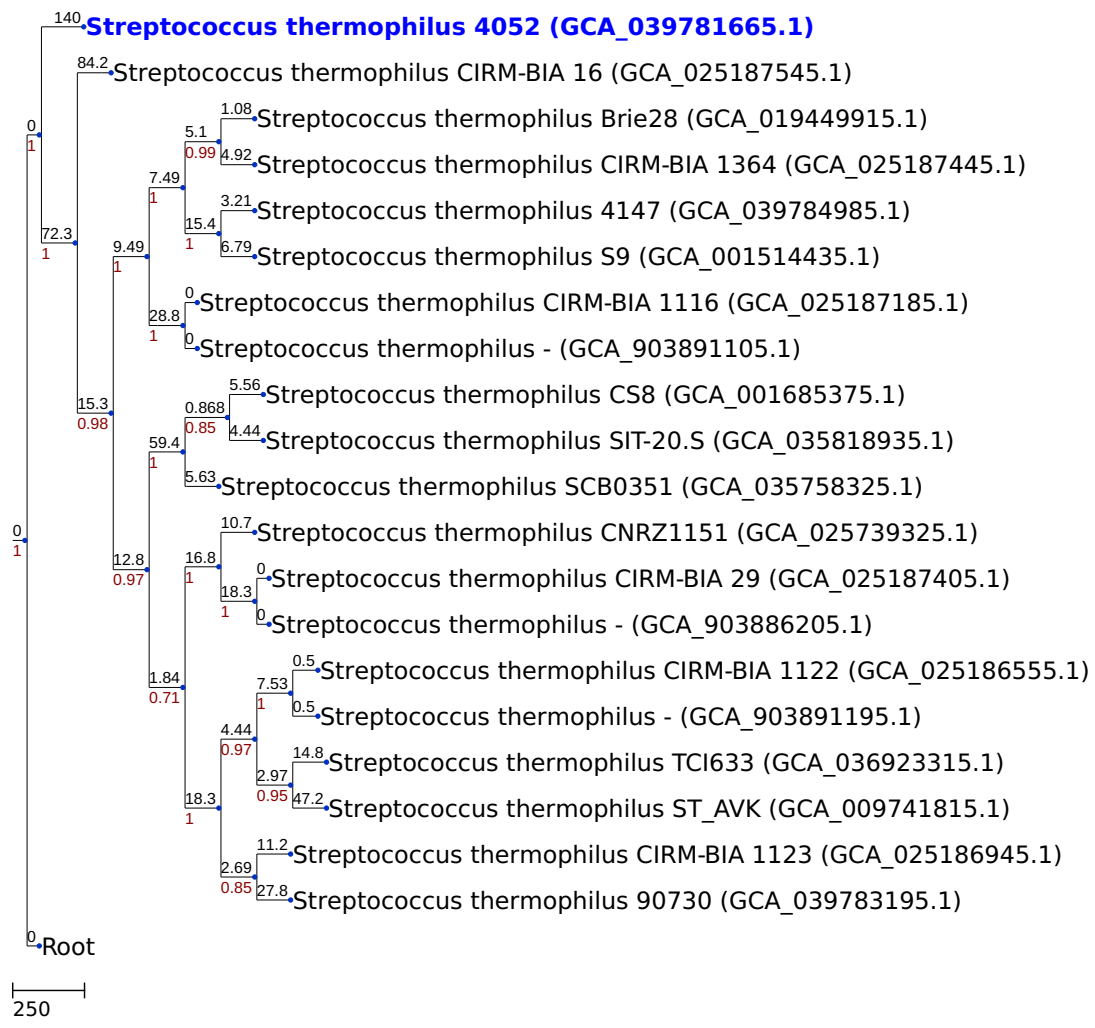 140
Streptococcus thermophilus 4052 (GCA_039781665.1)
84.2
Streptococcus thermophilus CIRM-BIA 16 (GCA_025187545.1)
1.08
Streptococcus thermophilus Brie28 (GCA_019449915.1)
0
1
5.1
0.99
4.92
Streptococcus thermophilus CIRM-BIA 1364 (GCA_025187445.1)
7.49
1
3.21
Streptococcus thermophilus 4147 (GCA_039784985.1)
15.4
1
72.3
1
9.49
1
6.79
Streptococcus thermophilus S9 (GCA_001514435.1)
0
Streptococcus thermophilus CIRM-BIA 1116 (GCA_025187185.1)
28.8
1
0
Streptococcus thermophilus - (GCA_903891105.1)
5.56
Streptococcus thermophilus CS8 (GCA_001685375.1)
15.3
0.98
0.868
0.85
4.44
Streptococcus thermophilus SIT-20.S (GCA_035818935.1)
59.4
1
5.63
Streptococcus thermophilus SCB0351 (GCA_035758325.1)
0
1
10.7
Streptococcus thermophilus CNRZ1151 (GCA_025739325.1)
12.8
0.97
16.8
1
0
Streptococcus thermophilus CIRM-BIA 29 (GCA_025187405.1)
18.3
1
0
Streptococcus thermophilus - (GCA_903886205.1)
1.84
0.71
0.5
Streptococcus thermophilus CIRM-BIA 1122 (GCA_025186555.1)
7.53
1
0.5
Streptococcus thermophilus - (GCA_903891195.1)
4.44
0.97
14.8
Streptococcus thermophilus TCI633 (GCA_036923315.1)
2.97
0.95
18.3
1
47.2
Streptococcus thermophilus ST_AVK (GCA_009741815.1)
11.2
Streptococcus thermophilus CIRM-BIA 1123 (GCA_025186945.1)
2.69
0.85
27.8
Streptococcus thermophilus 90730 (GCA_039783195.1)
0
Root
250